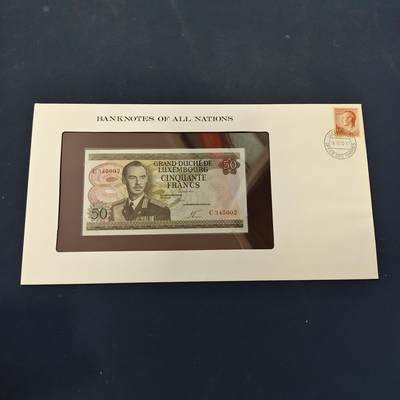 BANKNOTES OF ALL NATIONS
GRAND-DUCHÉ DE
LUXEMBOURG
CINQUANTE
FRANCS
50
C 345002
C 345002
50